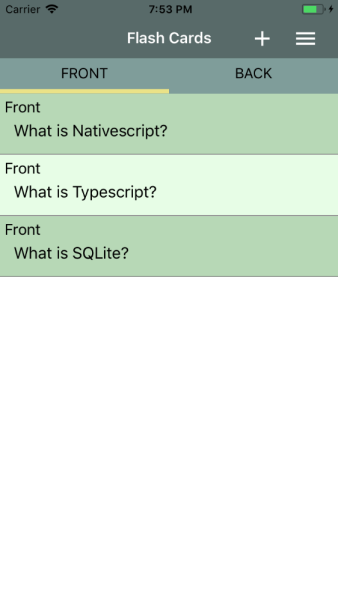 Carrier 7:53 PM
Flash Cards
FRONT BACK
Front
What is Nativescript?
Front
What is Typescript?
Front
What is SQLite?